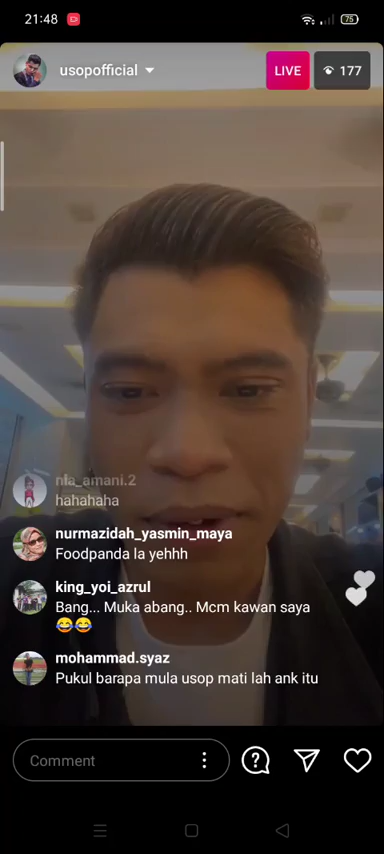 21:48
75
usopofficial
LIVE
177
nia_amani.2
hahahaha
nurmazidah_yasmin_maya
Foodpanda la yehhh
king_yoi_azrul
Bang... Muka abang.. Mcm kawan saya
😂😂
mohammad.syaz
Pukul barapa mula usop mati lah ank itu
Comment